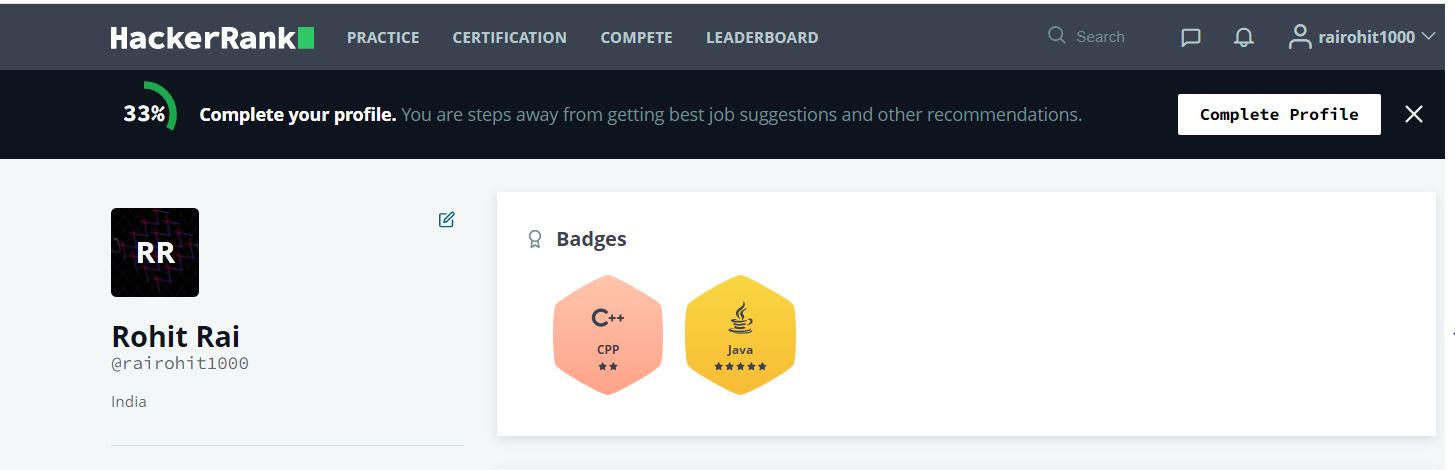 HackerRank PRACTICE CERTIFICATION COMPETE LEADERBOARD Search rairohit1000
33% Complete your profile. You are steps away from getting best job suggestions and other recommendations. Complete Profile
RR
Rohit Rai
@rairohit1000
India
Badges
C++
CPP
Java